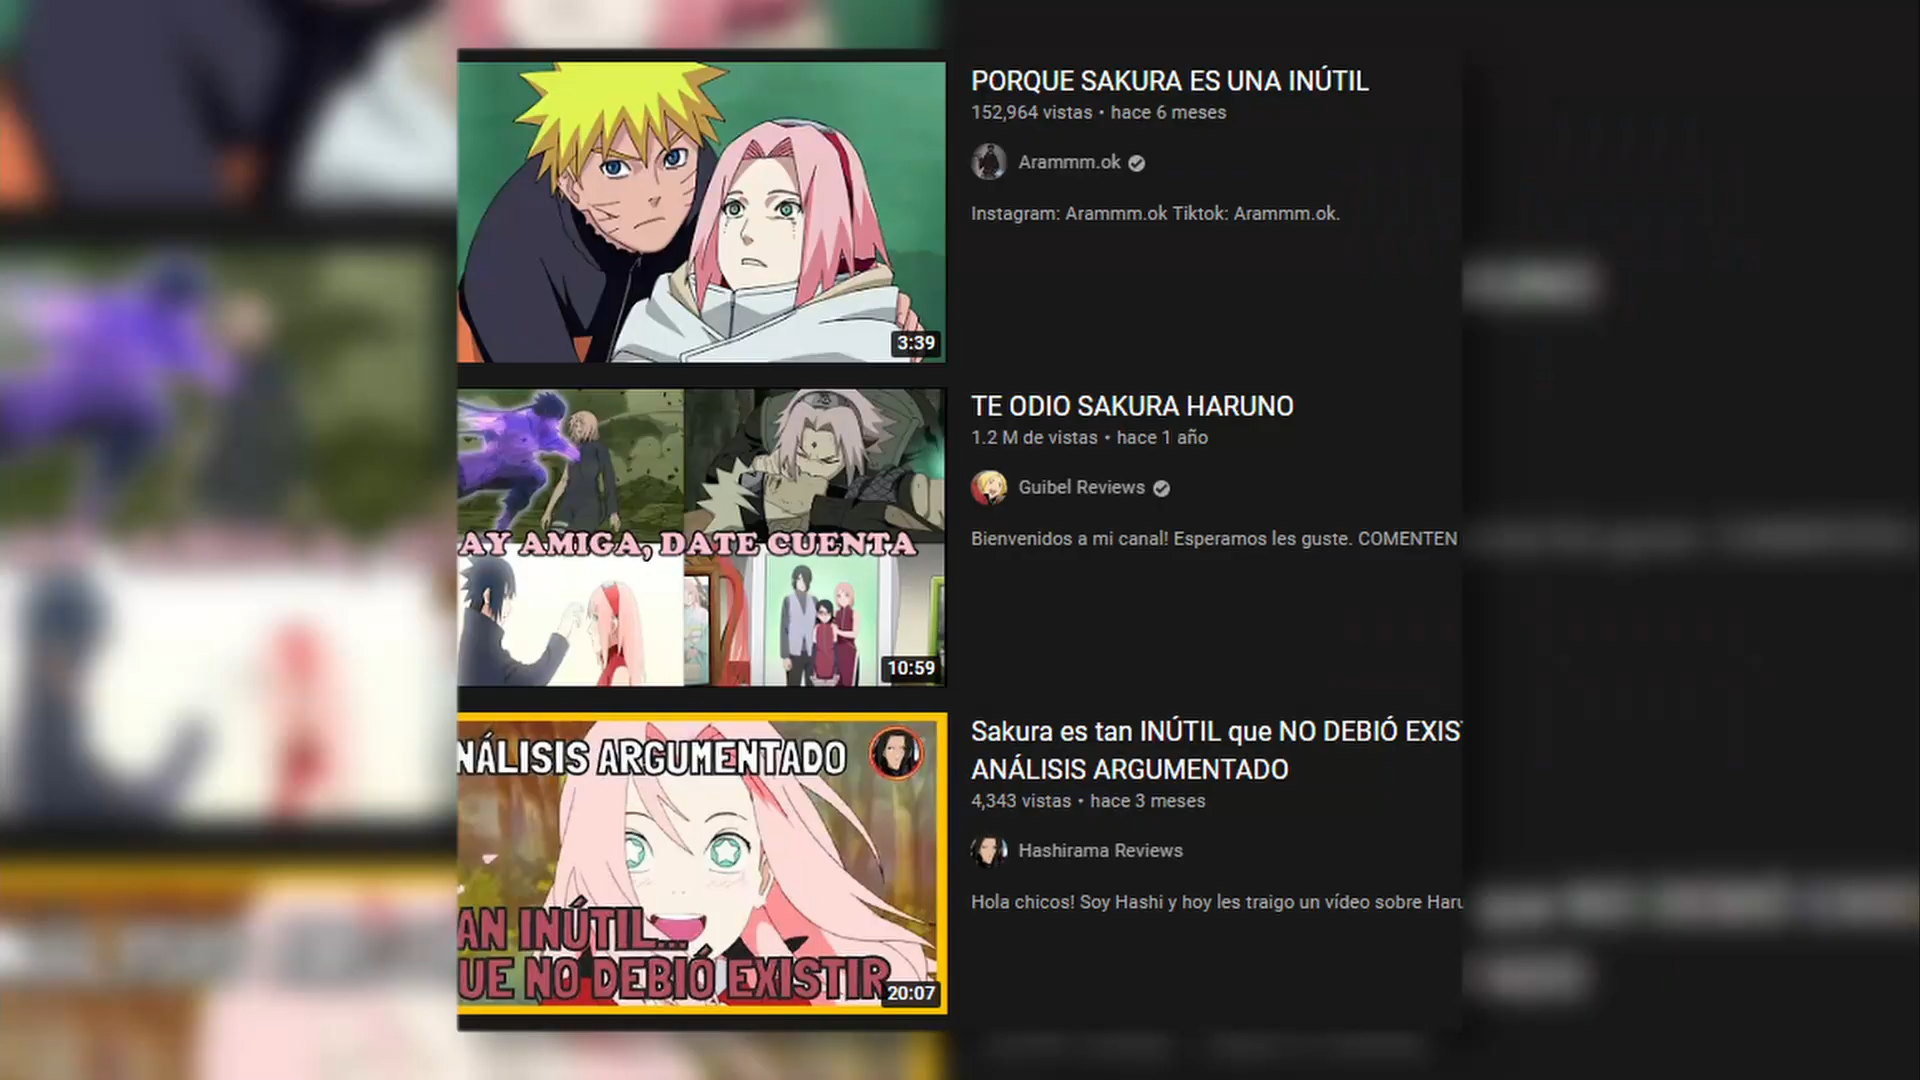 PORQUE SAKURA ES UNA INÚTIL
152,964 vistas • hace 6 meses
Arammm.ok
Instagram: Arammm.ok Tiktok: Arammm.ok.
3:39
TE ODIO SAKURA HARUNO
1.2 M de vistas • hace 1 año
Guibel Reviews
Bienvenidos a mi canal! Esperamos les guste. COMENTEN
AY AMIGA, DATE CUENTA
10:59
Sakura es tan INÚTIL que NO DEBIÓ EXIS
ANÁLISIS ARGUMENTADO
4,343 vistas • hace 3 meses
Hashirama Reviews
Hola chicos! Soy Hashi y hoy les traigo un vídeo sobre Haru
NÁLISIS ARGUMENTADO
AN INÚTIL...
UE NO DEBIÓ EXISTIR
20:07